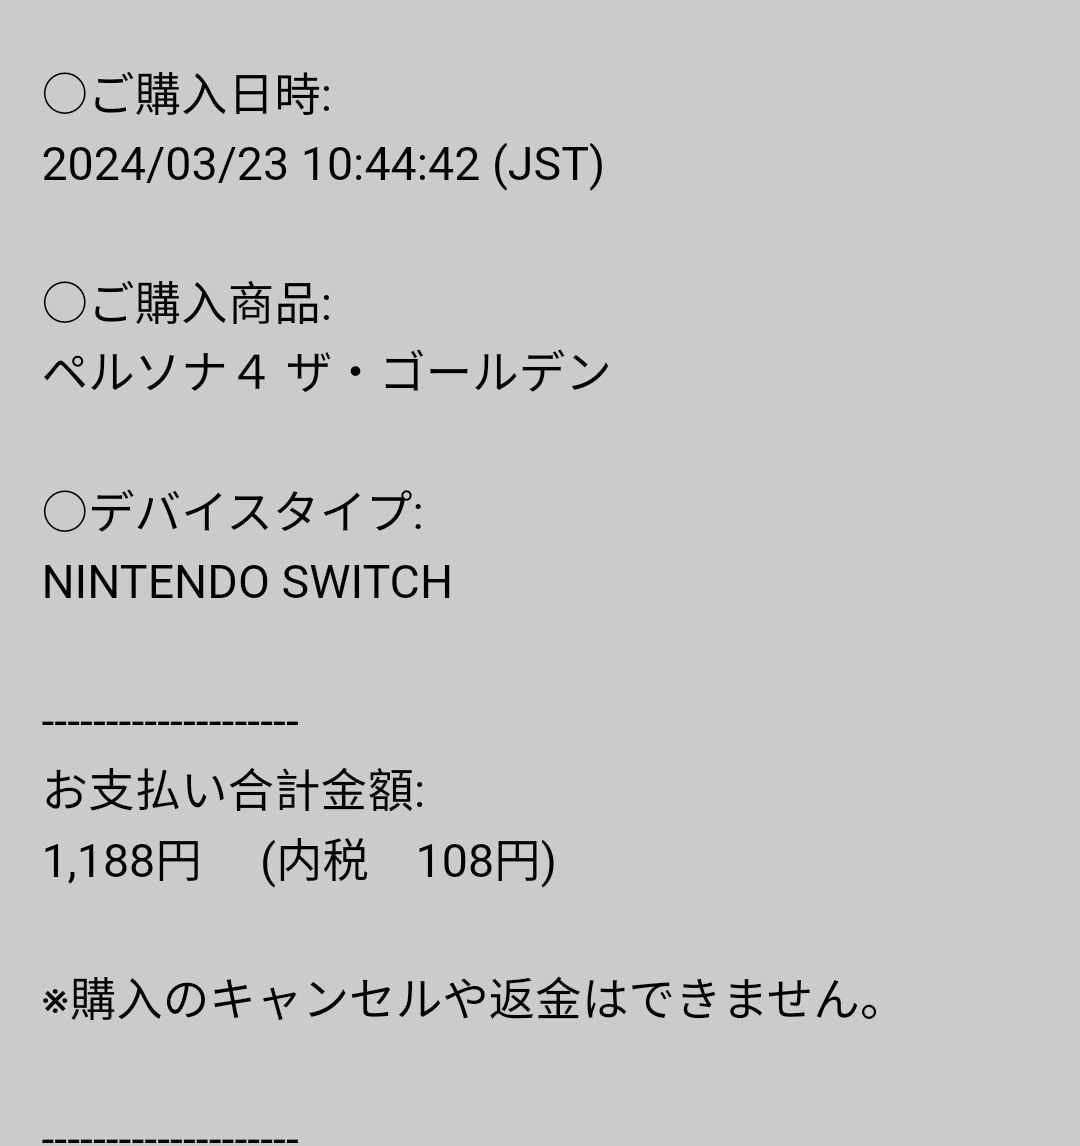 ○ご購入日時:
2024/03/23 10:44:42 (JST)
○ご購入商品:
ペルソナ４ ザ・ゴールデン
○デバイスタイプ:
NINTENDO SWITCH
--------------------
お支払い合計金額:
1,188円　(内税　108円)
※購入のキャンセルや返金はできません。
--------------------